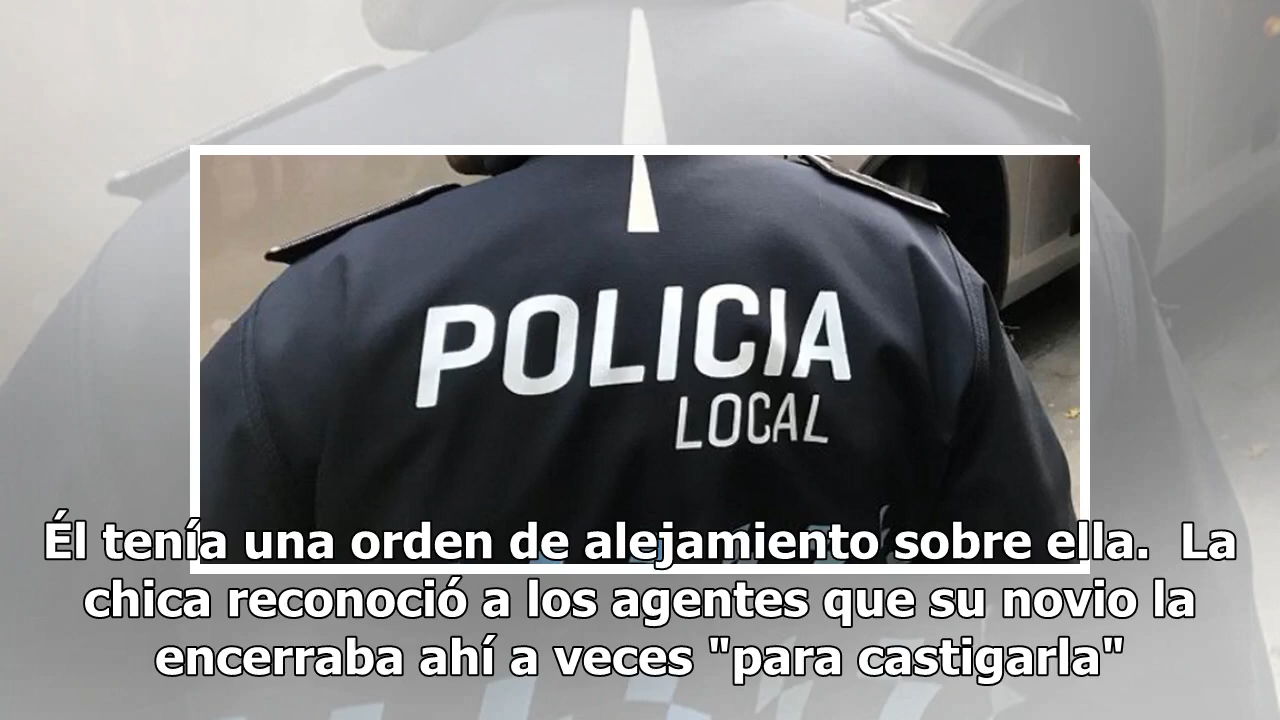 POLICIA
LOCAL
Él tenía una orden de alejamiento sobre ella.  La
chica reconoció a los agentes que su novio la
encerraba ahí a veces "para castigarla"